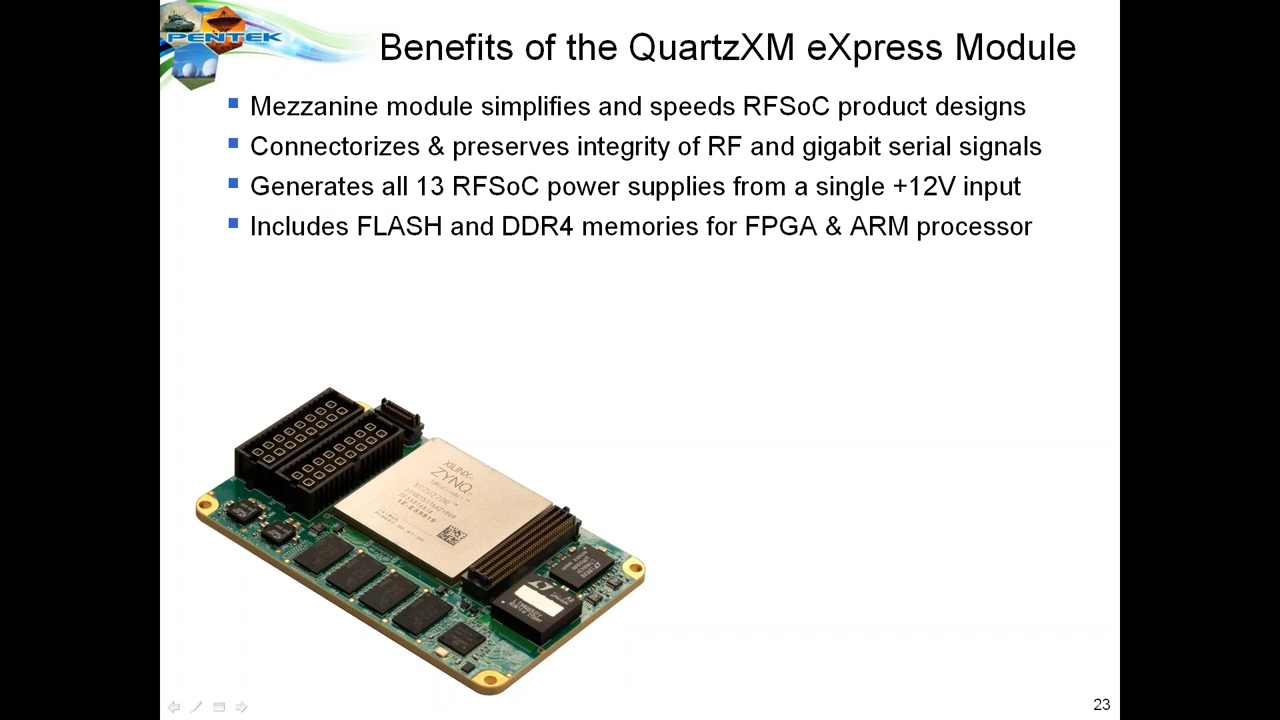 PENTEK
Benefits of the QuartzXM eXpress Module
Mezzanine module simplifies and speeds RFSoC product designs
Connectorizes & preserves integrity of RF and gigabit serial signals
Generates all 13 RFSoC power supplies from a single +12V input
Includes FLASH and DDR4 memories for FPGA & ARM processor
XILINX
ZYNQ
23